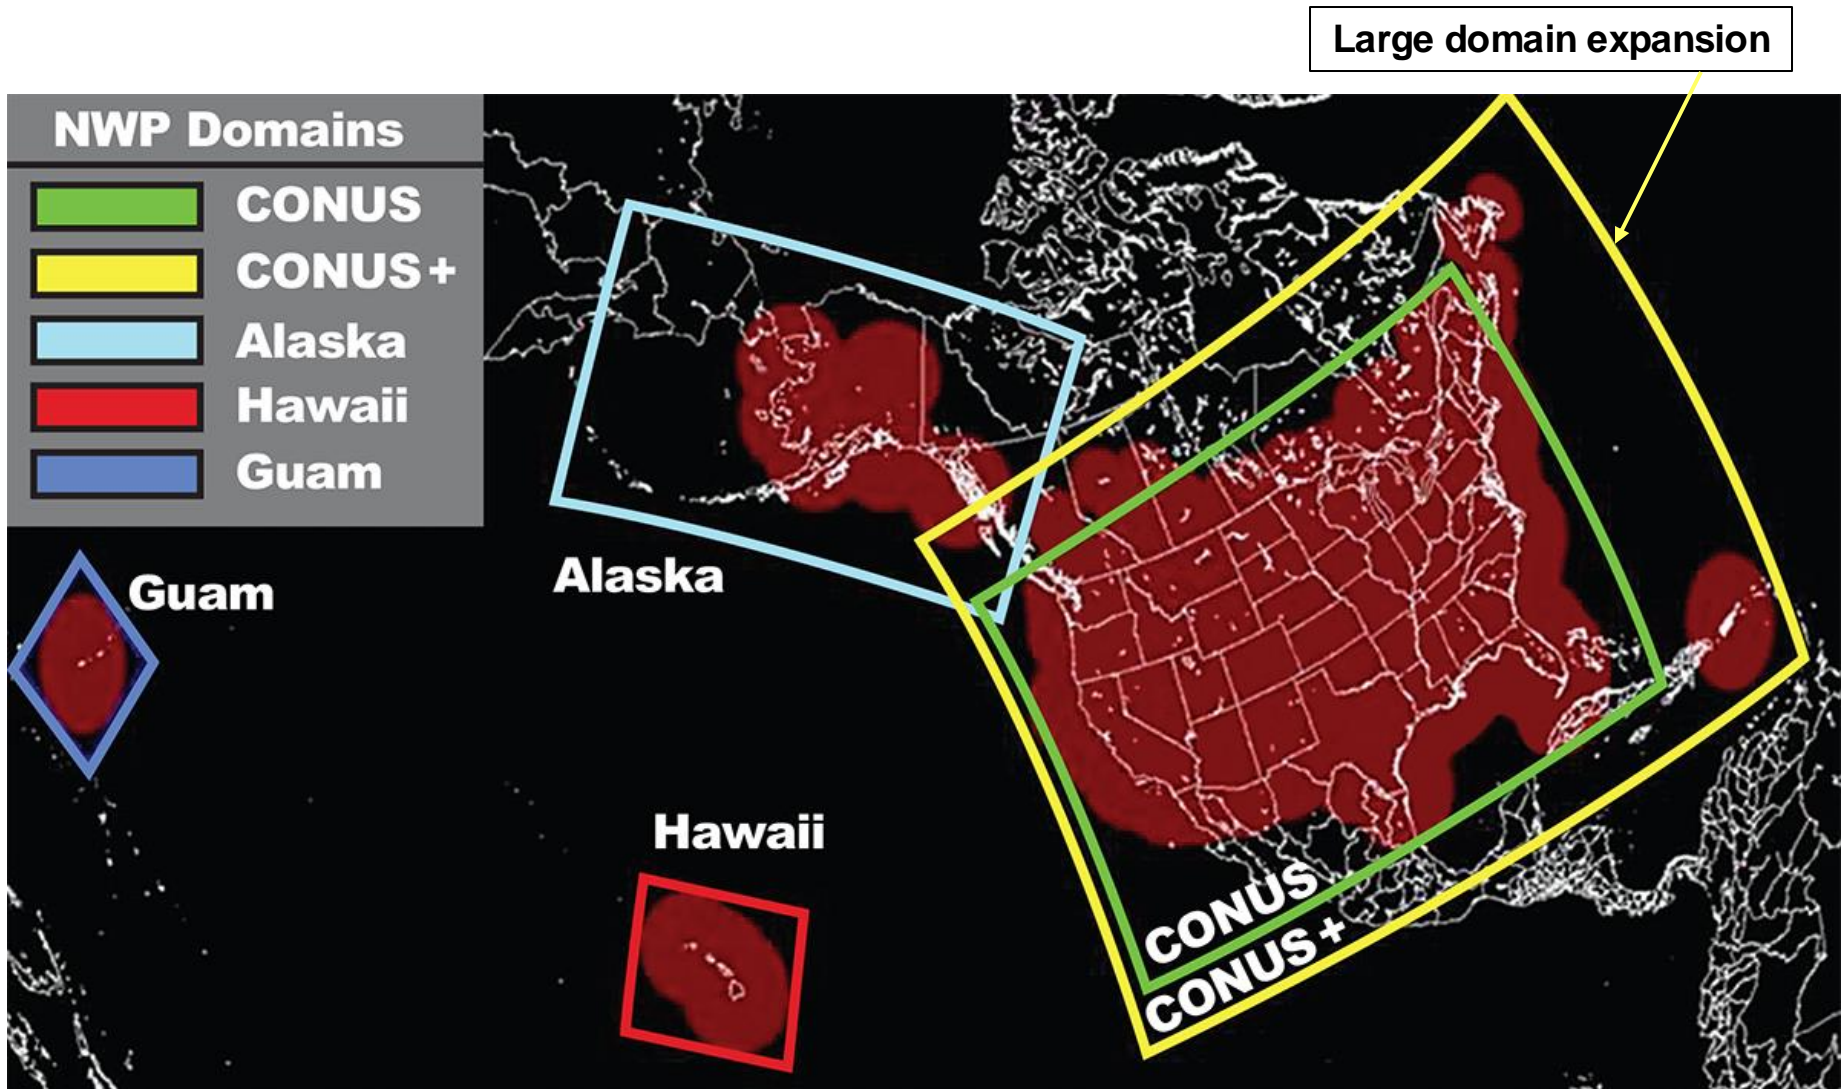 Large domain expansion
NWP Domains
CONUS
CONUS+
Alaska
Hawaii
Guam
Guam
Alaska
Hawaii
CONUS
CONUS+